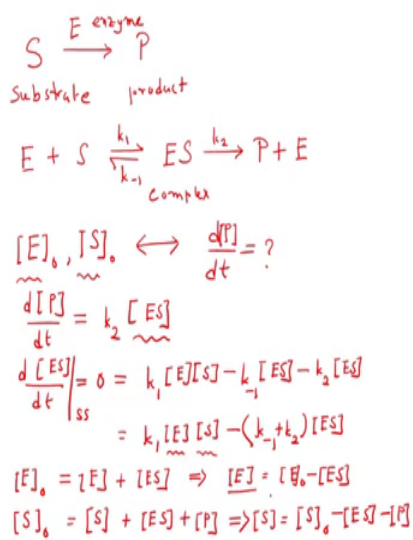 E enzyme
S ⟶ P
Substrate product
k₁ k₂
E + S ⇌ ES ⟶ P + E
k₋₁
complex
[E]₀, [S]₀ ⟷ d[P]/dt = ?
d[P]/dt = k₂ [ES]
d[ES]/dt |ss = 0 = k₁[E][S] - k₋₁[ES] - k₂[ES]
= k₁[E][S] - (k₋₁+k₂)[ES]
[E]₀ = [E] + [ES] ⇒ [E] = [E]₀-[ES]
[S]₀ = [S] + [ES] + [P] ⇒ [S] = [S]₀-[ES]-[P]